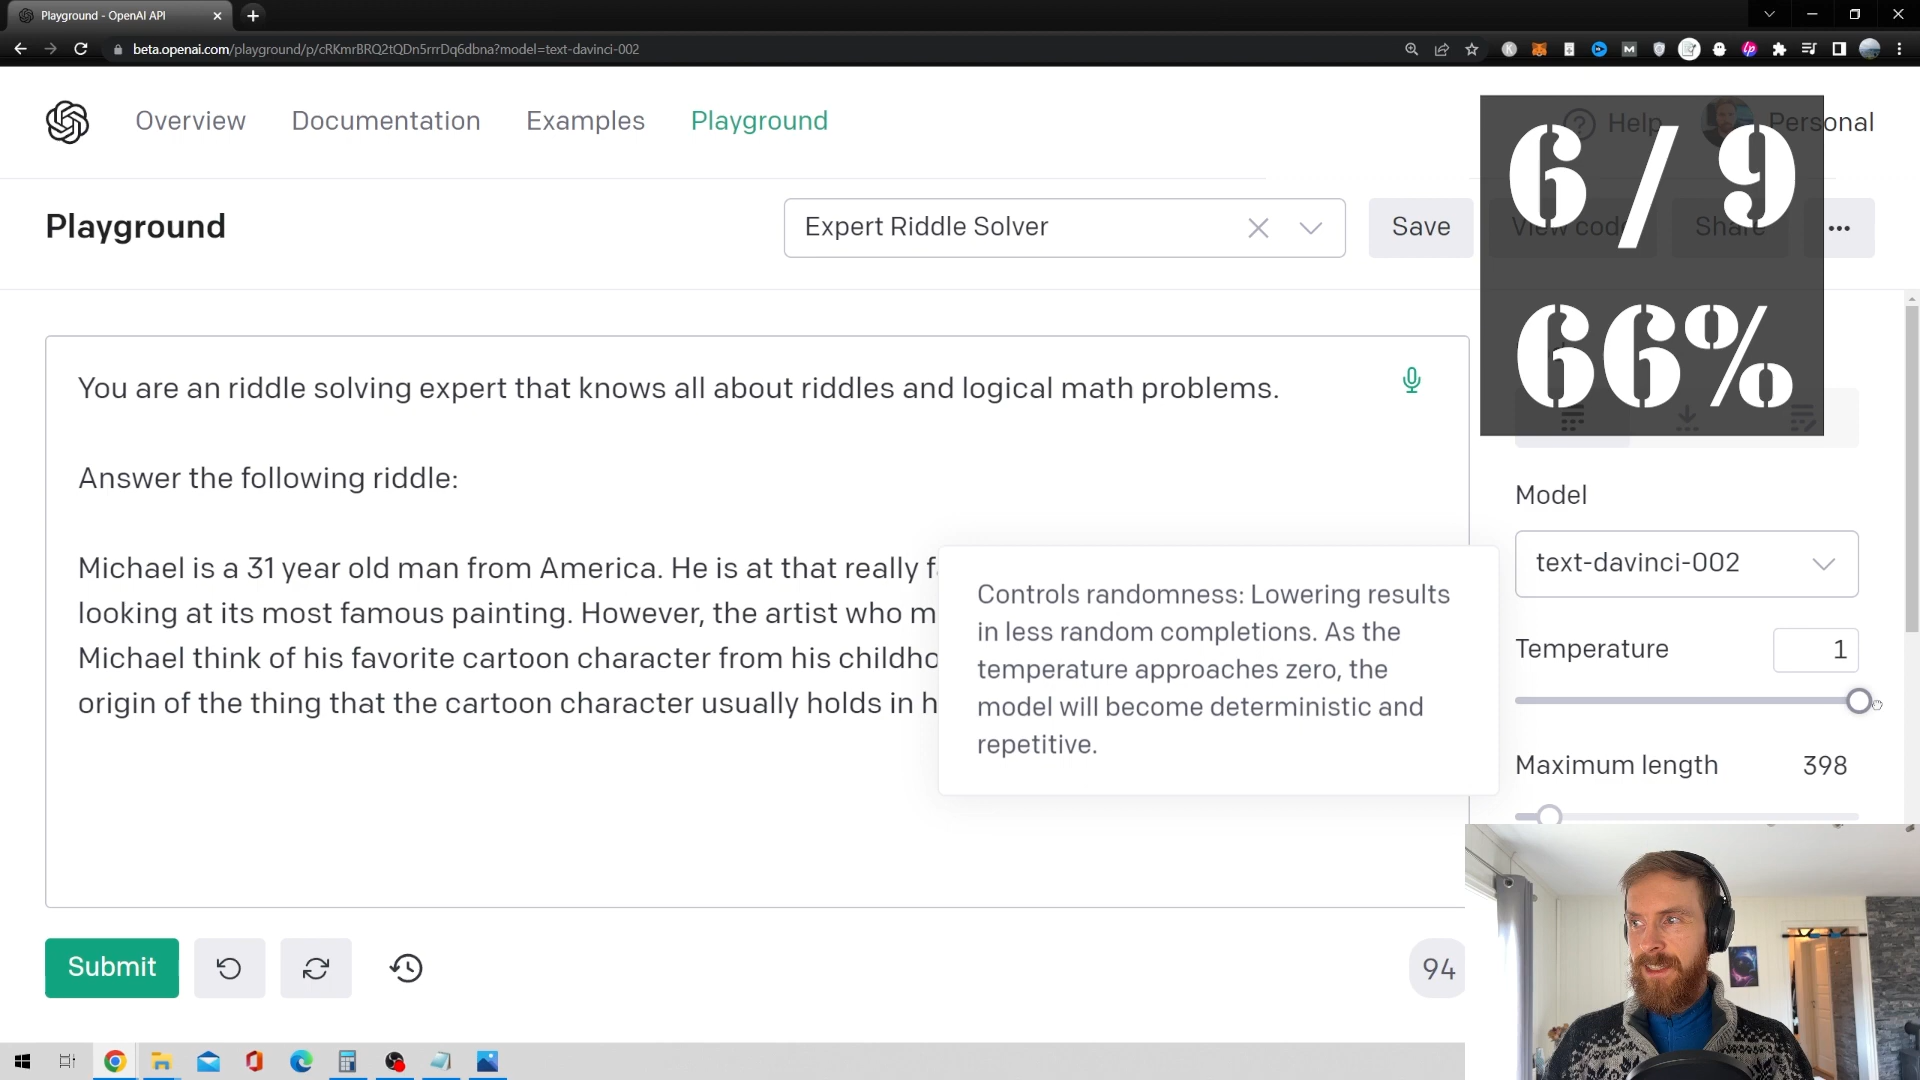 Playground - OpenAI API
beta.openai.com/playground/p/cRKmrBRQ2tQDn5rrrDq6dbna?model=text-davinci-002
Overview
Documentation
Examples
Playground
Help
Personal
Playground
Expert Riddle Solver
Save
View code
Share
6 / 9
66%
You are an riddle solving expert that knows all about riddles and logical math problems.
Answer the following riddle:
Michael is a 31 year old man from America. He is at that really f
looking at its most famous painting. However, the artist who m
Michael think of his favorite cartoon character from his childho
origin of the thing that the cartoon character usually holds in h
Controls randomness: Lowering results
in less random completions. As the
temperature approaches zero, the
model will become deterministic and
repetitive.
Model
text-davinci-002
Temperature
1
Maximum length
398
Submit
94